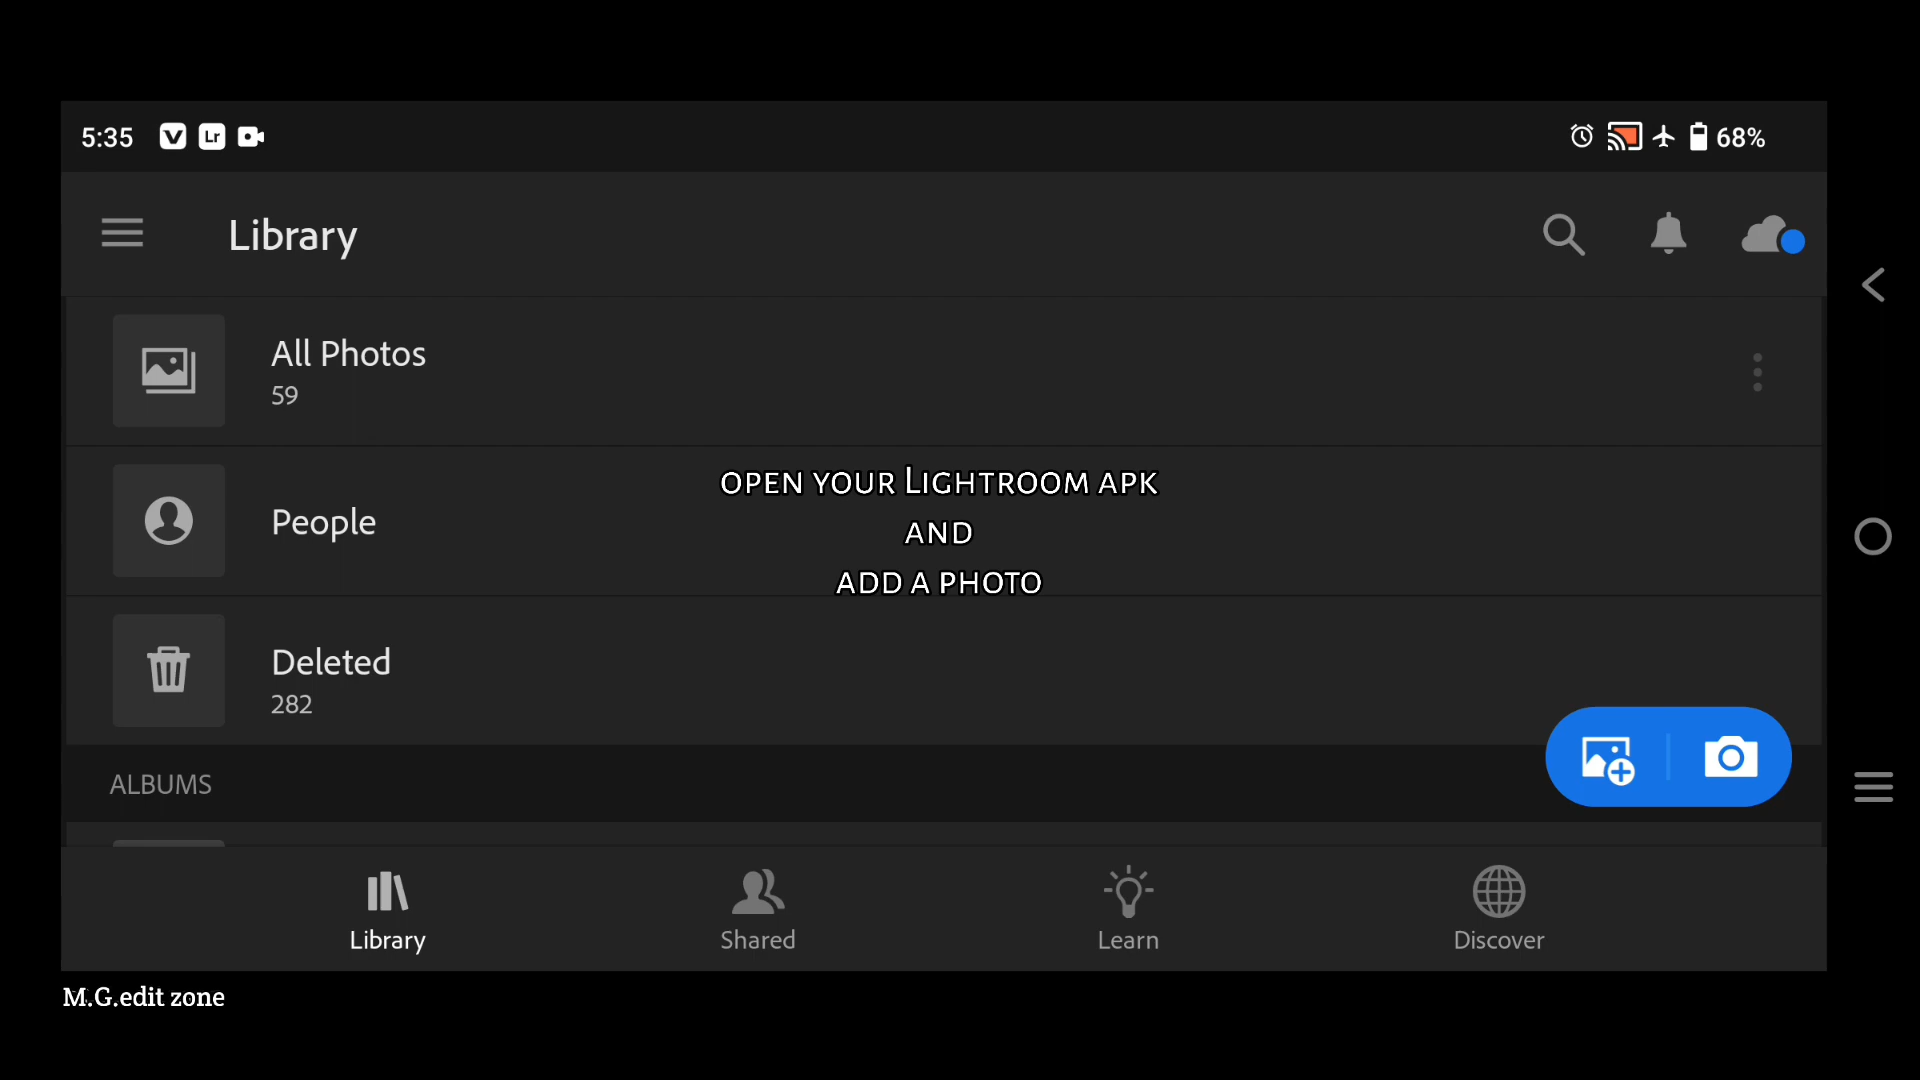 5:35
Lr
68%
Library
All Photos
59
People
OPEN YOUR LIGHTROOM APK
AND
ADD A PHOTO
Deleted
282
ALBUMS
Library
Shared
Learn
Discover
M.G.edit zone